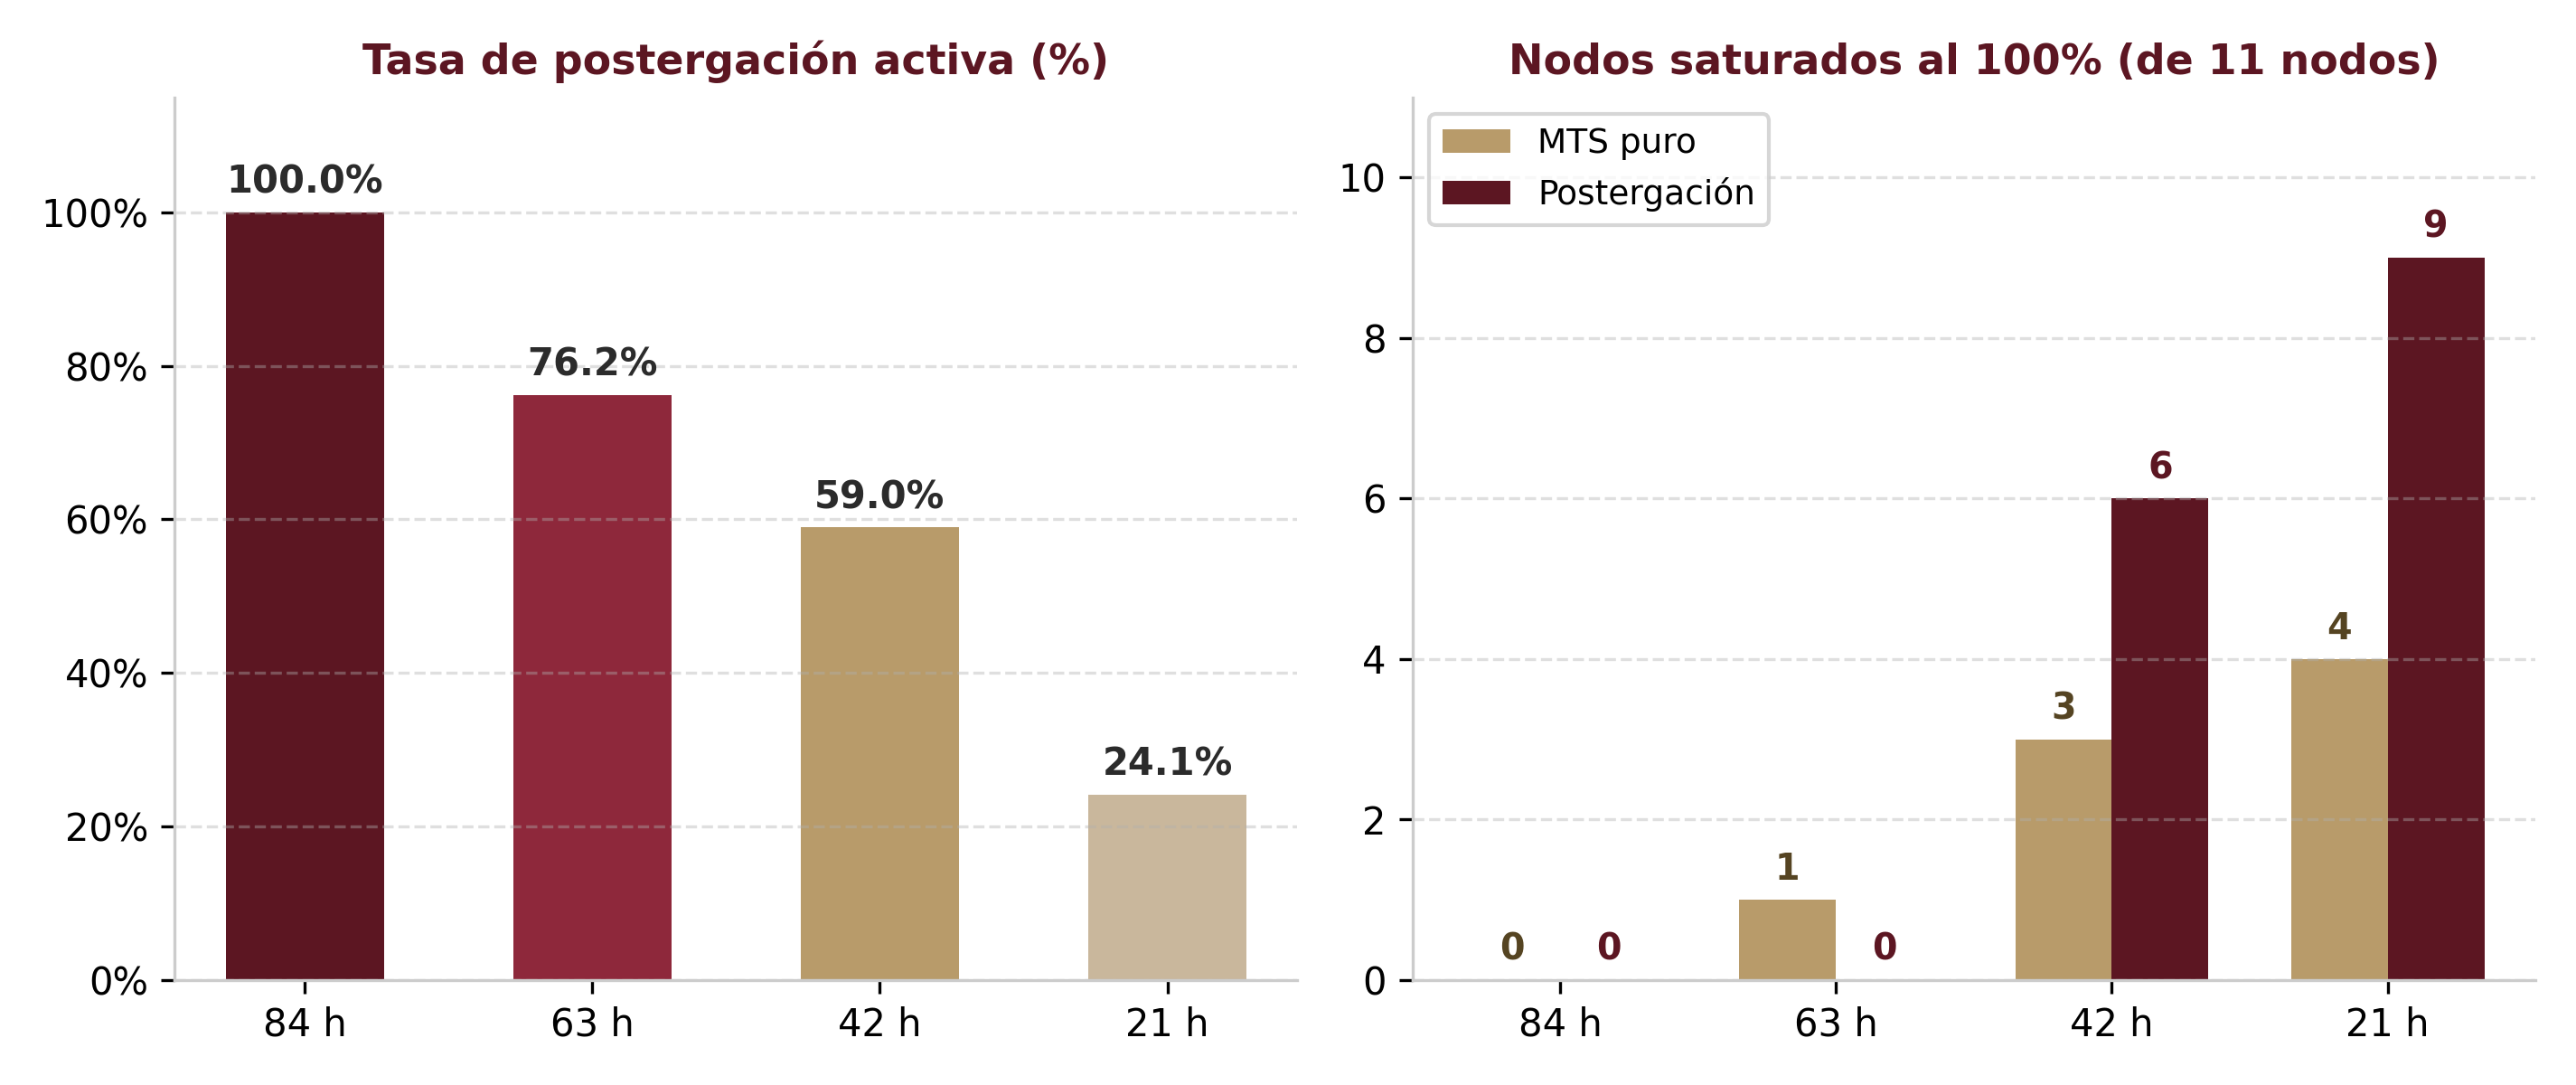 Tasa de postergación activa (%)
100.0%
76.2%
59.0%
24.1%
100%
80%
60%
40%
20%
0%
84 h
63 h
42 h
21 h
Nodos saturados al 100% (de 11 nodos)
MTS puro
Postergación
10
8
6
4
2
0
0
0
1
0
3
6
4
9
84 h
63 h
42 h
21 h